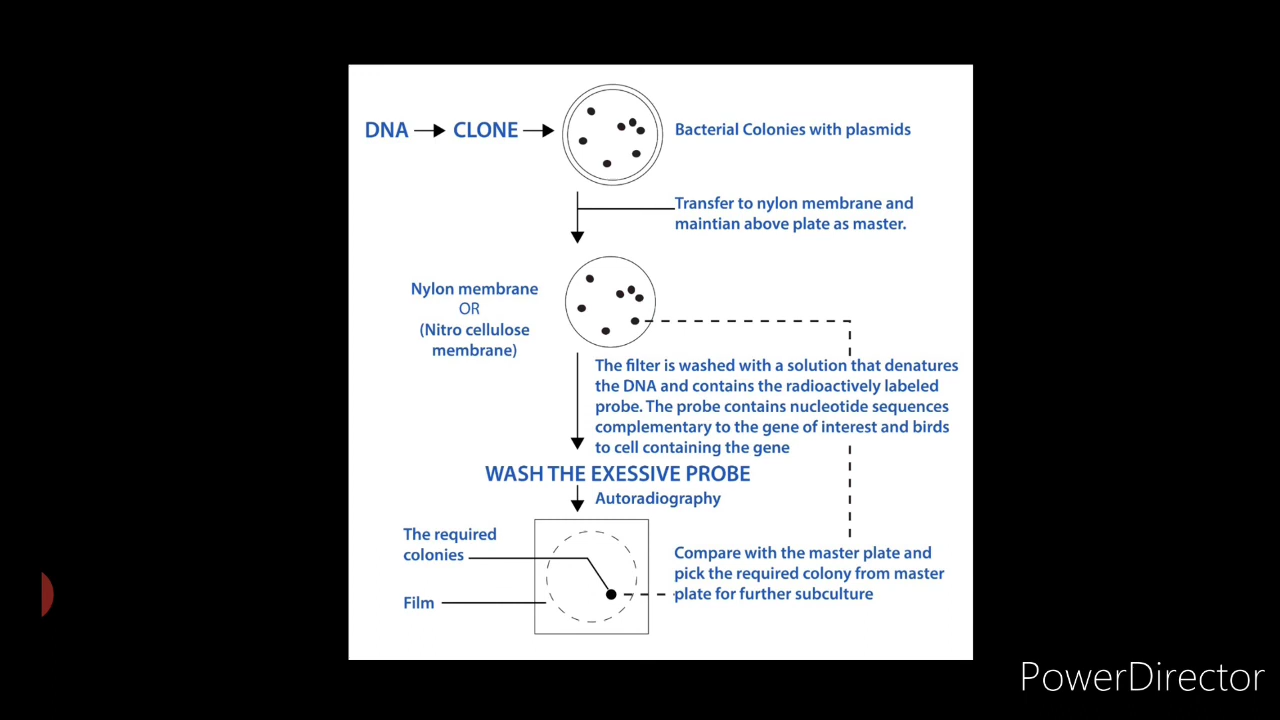 DNA → CLONE →
Bacterial Colonies with plasmids
Transfer to nylon membrane and
maintian above plate as master.
Nylon membrane
OR
(Nitro cellulose
membrane)
The filter is washed with a solution that denatures
the DNA and contains the radioactively labeled
probe. The probe contains nucleotide sequences
complementary to the gene of interest and birds
to cell containing the gene
WASH THE EXESSIVE PROBE
Autoradiography
The required
colonies
Film
Compare with the master plate and
pick the required colony from master
plate for further subculture
PowerDirector